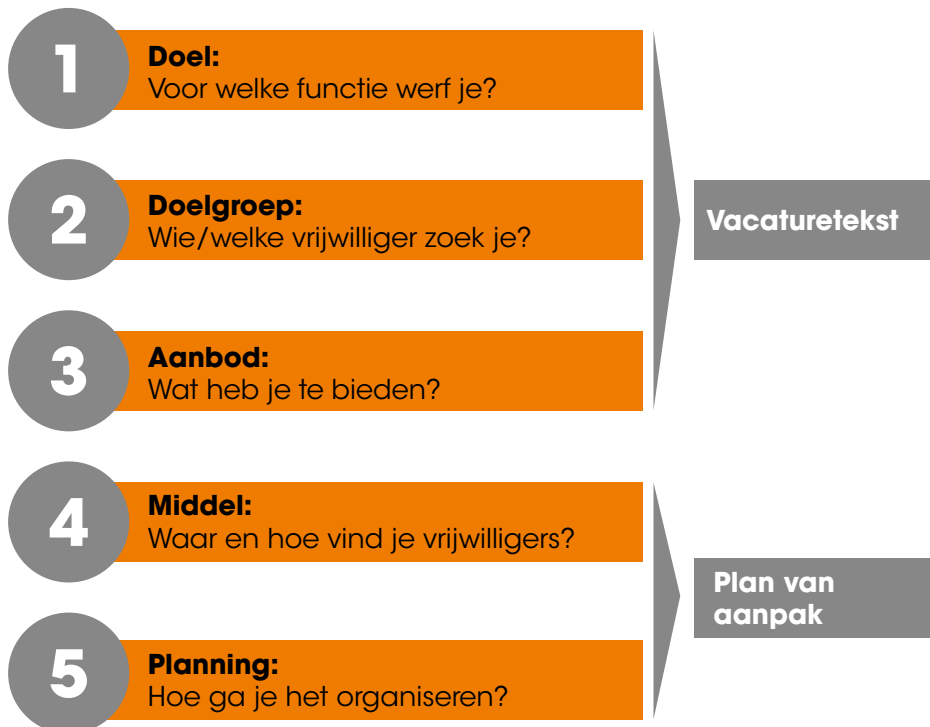 1
Doel:
Voor welke functie werf je?
2
Doelgroep:
Wie/welke vrijwilliger zoek je?
3
Aanbod:
Wat heb je te bieden?
Vacaturetekst
4
Middel:
Waar en hoe vind je vrijwilligers?
5
Planning:
Hoe ga je het organiseren?
Plan van
aanpak